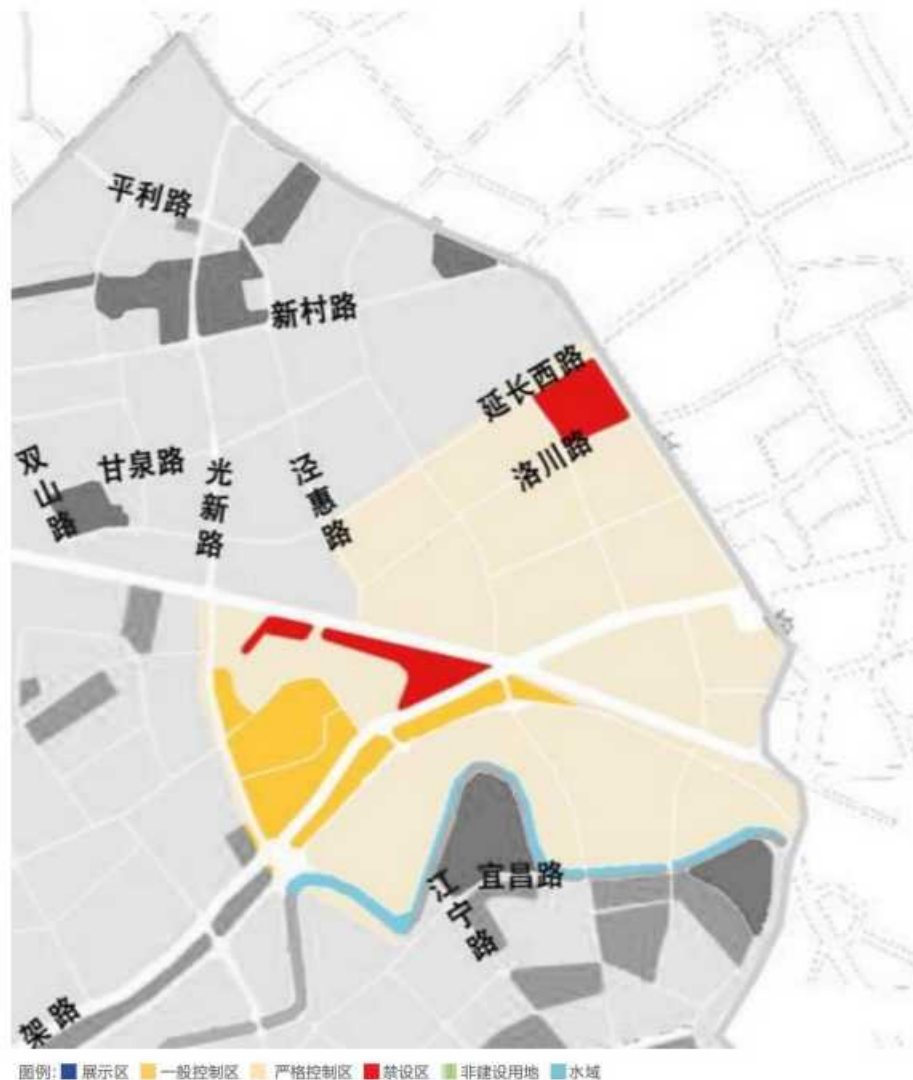 平利路
新村路
延长西路
洛川路
双山路
甘泉路
光新路
泾惠路
宜昌路
江宁路
架路
图例: 展示区 一般控制区 严格控制区 禁设区 非建设用地 水域